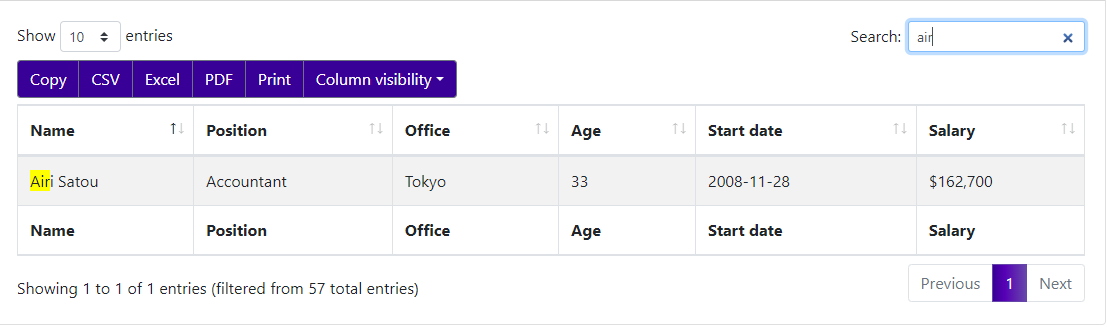 Show 10 entries Search: air
Copy CSV Excel PDF Print Column visibility
Name Position Office Age Start date Salary
Airi Satou Accountant Tokyo 33 2008-11-28 $162,700
Name Position Office Age Start date Salary
Showing 1 to 1 of 1 entries (filtered from 57 total entries) Previous 1 Next